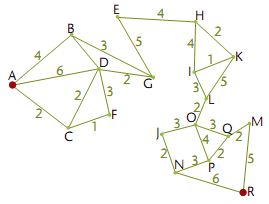 E 4 H
B 2
4 3 5 4 K
D I 1
A 6 2 G 3 5
2 2 3 L
F 2
C 1 O M
J 3 3 Q 2
2 4 2 5
N 3 P
6 R